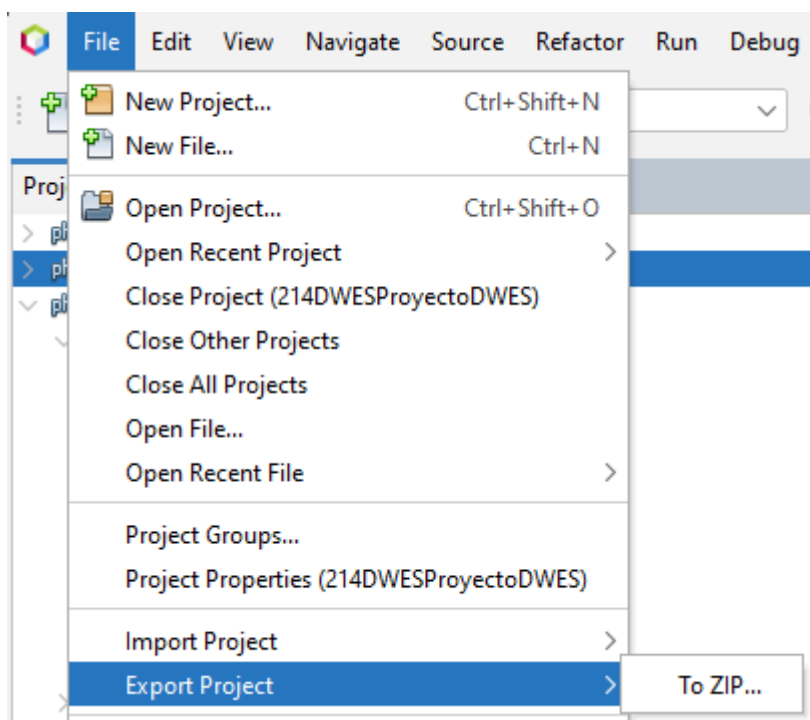 File Edit View Navigate Source Refactor Run Debug
New Project... Ctrl+Shift+N
New File... Ctrl+N
Proj
Open Project... Ctrl+Shift+O
Open Recent Project
Close Project (214DWESProyectoDWES)
Close Other Projects
Close All Projects
Open File...
Open Recent File
Project Groups...
Project Properties (214DWESProyectoDWES)
Import Project
Export Project
To ZIP...